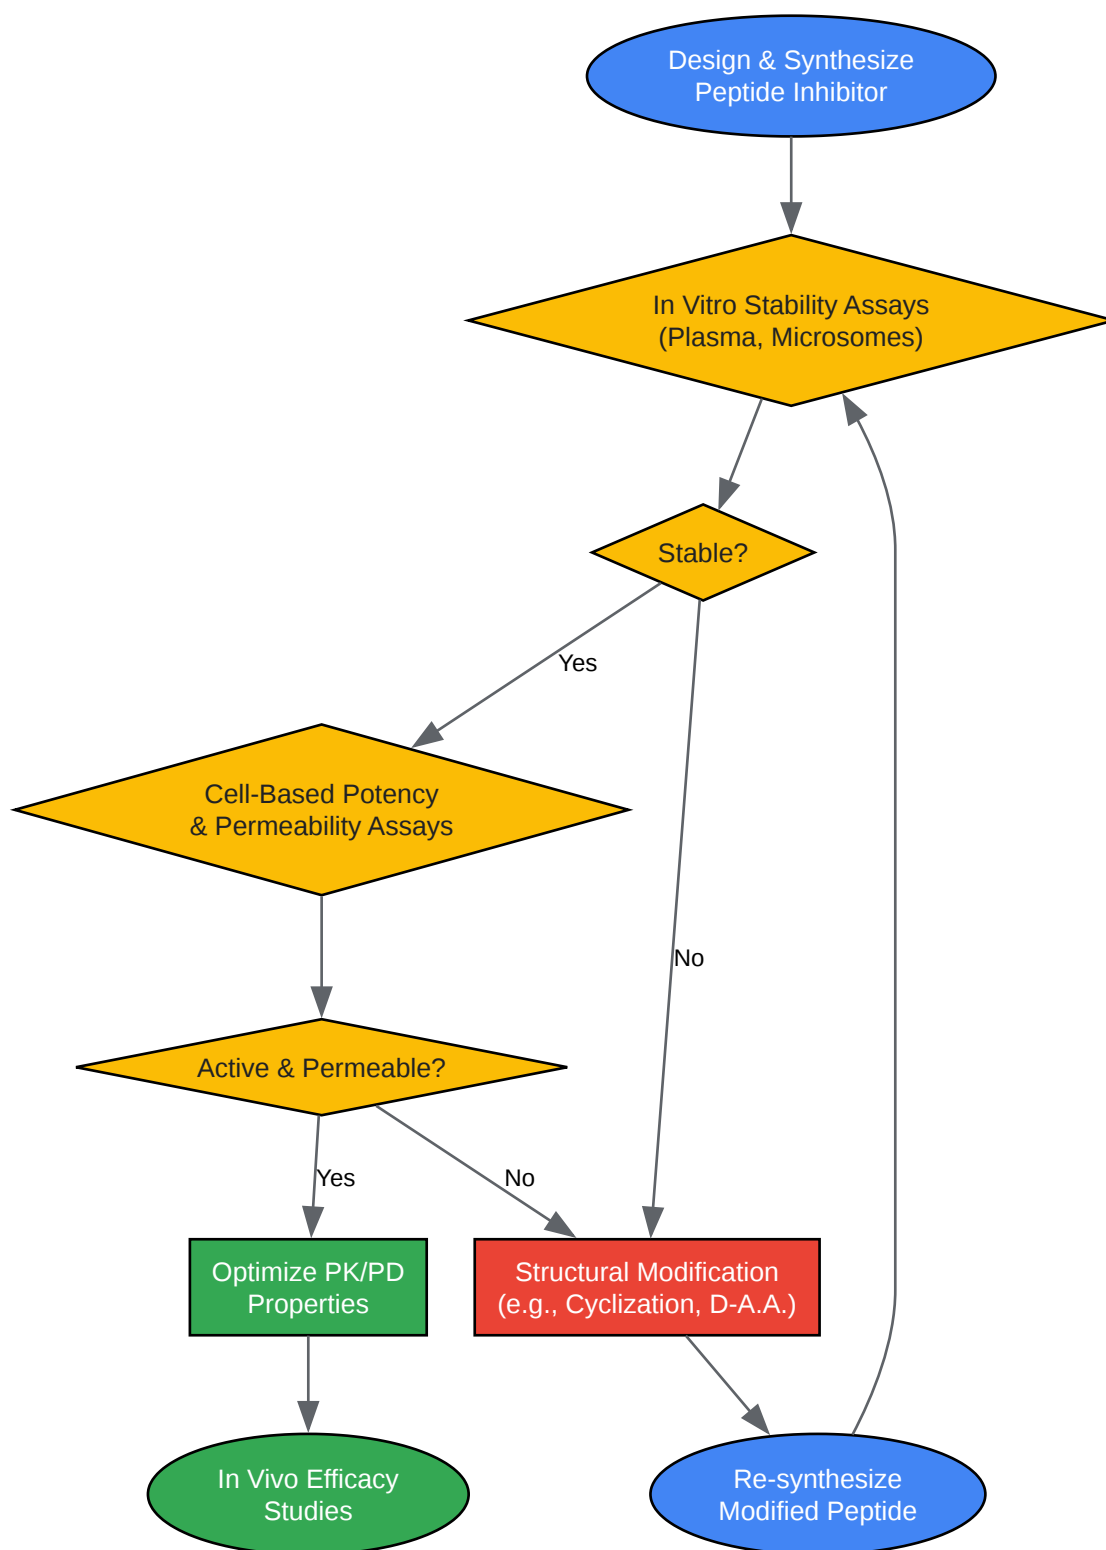 Design & Synthesize
Peptide Inhibitor
In Vitro Stability Assays
(Plasma, Microsomes)
Stable?
Yes
Cell-Based Potency
& Permeability Assays
No
Active & Permeable?
Yes
No
Optimize PK/PD
Properties
Structural Modification
(e.g., Cyclization, D-A.A.)
In Vivo Efficacy
Studies
Re-synthesize
Modified Peptide